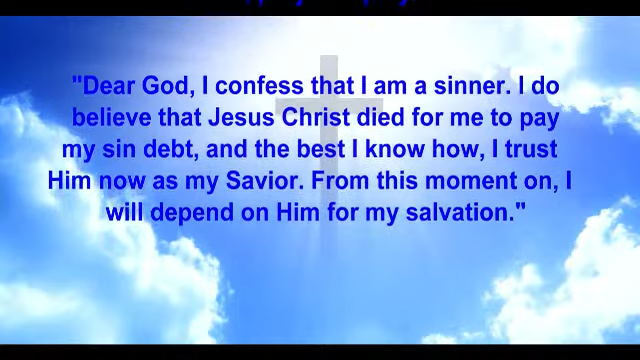 "Dear God, I confess that I am a sinner. I do
believe that Jesus Christ died for me to pay
my sin debt, and the best I know how, I trust
Him now as my Savior. From this moment on, I
will depend on Him for my salvation."